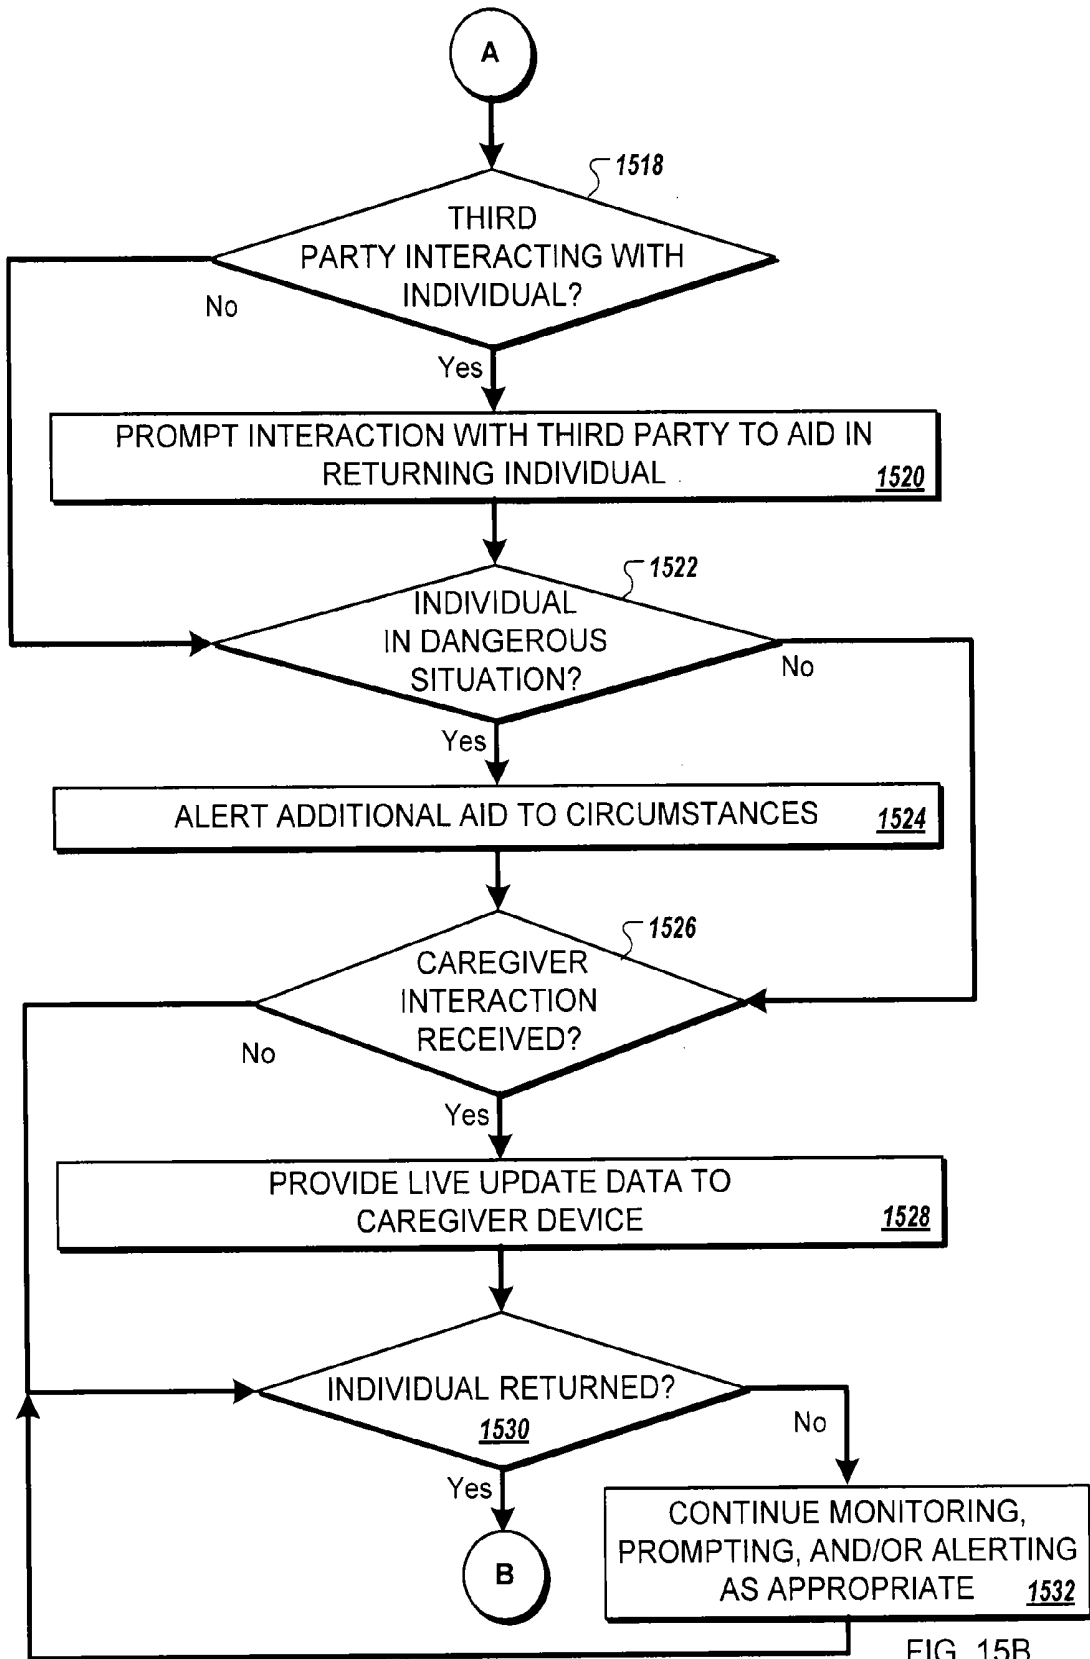 A
1518
THIRD
PARTY INTERACTING WITH
INDIVIDUAL?
No
Yes
PROMPT INTERACTION WITH THIRD PARTY TO AID IN
RETURNING INDIVIDUAL
1520
1522
INDIVIDUAL
IN DANGEROUS
SITUATION?
No
Yes
ALERT ADDITIONAL AID TO CIRCUMSTANCES
1524
1526
CAREGIVER
INTERACTION
RECEIVED?
No
Yes
PROVIDE LIVE UPDATE DATA TO
CAREGIVER DEVICE
1528
INDIVIDUAL RETURNED?
1530
No
Yes
B
CONTINUE MONITORING,
PROMPTING, AND/OR ALERTING
AS APPROPRIATE
1532
FIG. 15B